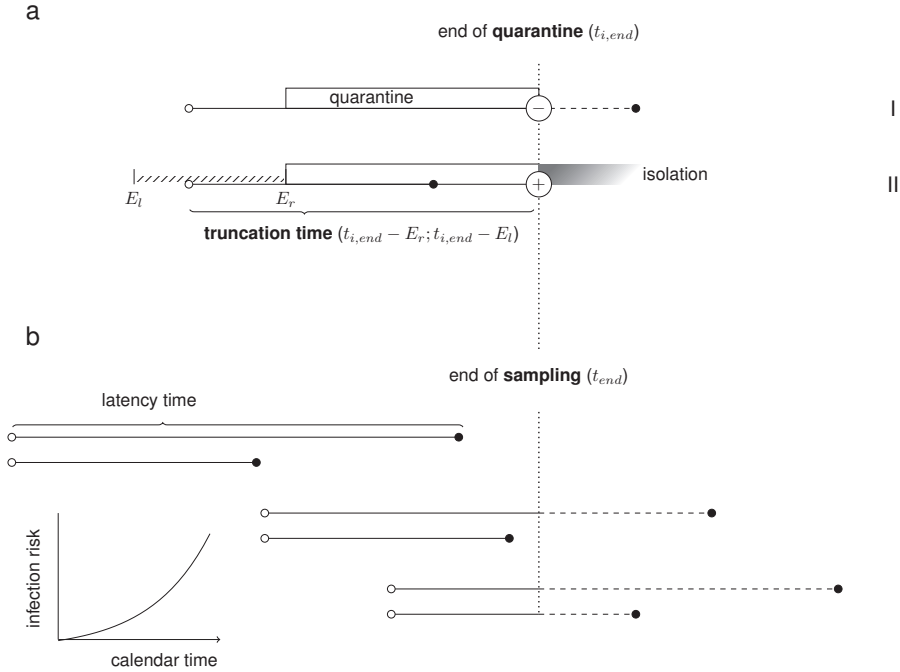 a
end of quarantine (t_{i,end})
quarantine
−
I
+
isolation
II
E_l
E_r
truncation time (t_{i,end} − E_r; t_{i,end} − E_l)
b
end of sampling (t_{end})
latency time
infection risk
calendar time